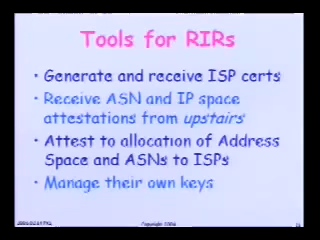 Tools for RIRs
• Generate and receive ISP certs
• Receive ASN and IP space
attestations from upstairs
• Attest to allocation of Address
Space and ASNs to ISPs
• Manage their own keys
Copyright 2004